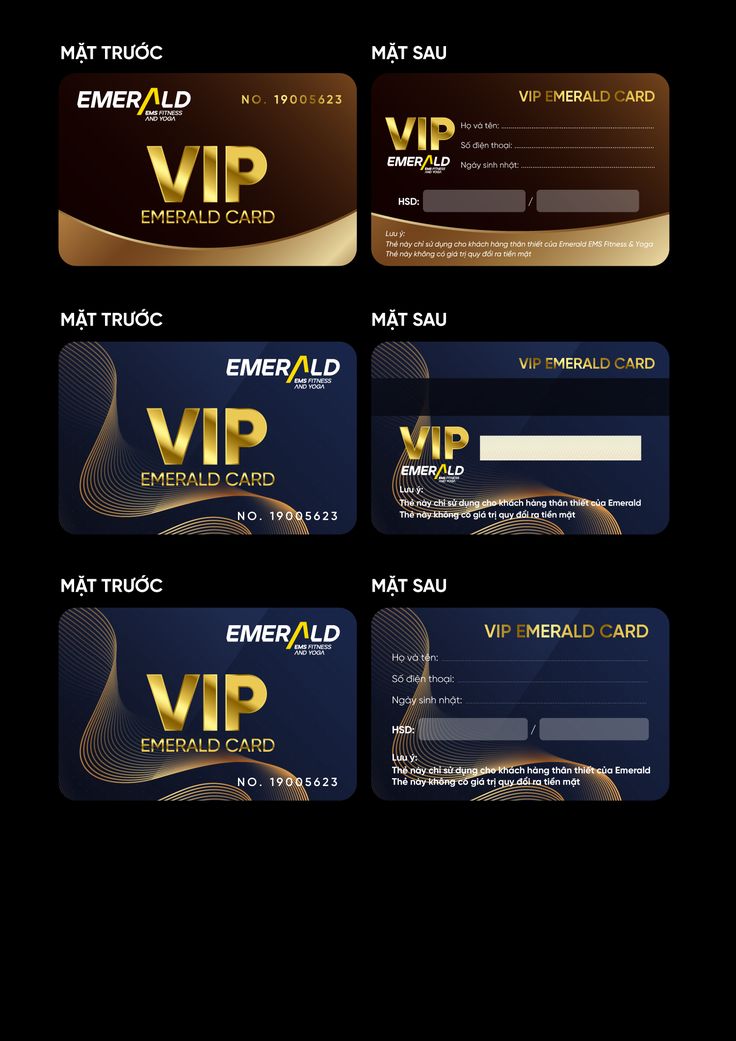 MẶT TRƯỚC
MẶT SAU
EMERALD
EMS FITNESS
AND YOGA
NO. 19005623
VIP
EMERALD CARD
VIP EMERALD CARD
VIP
EMERALD
EMS FITNESS
AND YOGA
Họ và tên:
Số điện thoại:
Ngày sinh nhật:
HSD: /
Lưu ý:
Thẻ này chỉ sử dụng cho khách hàng thân thiết của Emerald EMS Fitness & Yoga
Thẻ này không có giá trị quy đổi ra tiền mặt
MẶT TRƯỚC
MẶT SAU
EMERALD
EMS FITNESS
AND YOGA
VIP
EMERALD CARD
NO. 19005623
VIP EMERALD CARD
VIP
EMERALD
EMS FITNESS
AND YOGA
Lưu ý:
Thẻ này chỉ sử dụng cho khách hàng thân thiết của Emerald
Thẻ này không có giá trị quy đổi ra tiền mặt
MẶT TRƯỚC
MẶT SAU
EMERALD
EMS FITNESS
AND YOGA
VIP
EMERALD CARD
NO. 19005623
VIP EMERALD CARD
Họ và tên:
Số điện thoại:
Ngày sinh nhật:
HSD: /
Lưu ý:
Thẻ này chỉ sử dụng cho khách hàng thân thiết của Emerald
Thẻ này không có giá trị quy đổi ra tiền mặt